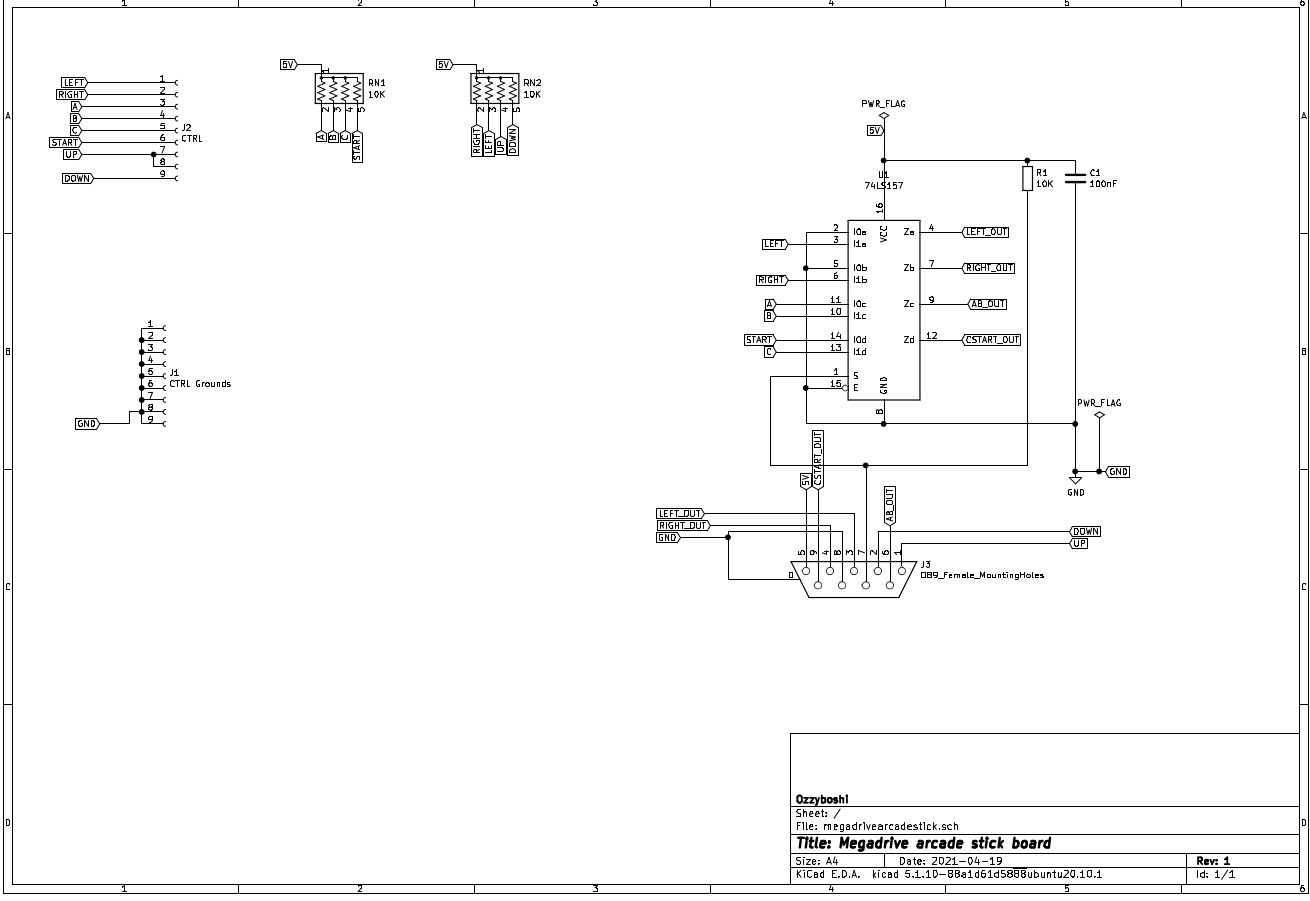 1 2 3 4 5 6
A
B
C
D
LEFT 1
RIGHT 2
A 3
B 4
C 5
START 6
UP 7
8
DOWN 9
J2
CTRL
5V
1
RN1
10K
2 3 4 5
A B C START
5V
1
RN2
10K
2 3 4 5
RIGHT LEFT UP DOWN
PWR_FLAG
5V
U1
74LS157
R1
10K
C1
100nF
16
VCC
2 I0a Za 4 LEFT_OUT
LEFT 3 I1a
5 I0b Zb 7 RIGHT_OUT
RIGHT 6 I1b
A 11 I0c Zc 9 AB_OUT
B 10 I1c
START 14 I0d Zd 12 CSTART_OUT
C 13 I1d
1 S
15 E
GND
8
1
2
3
4
5
6
7
8
9
J1
CTRL Grounds
GND
PWR_FLAG
GND
GND
5V
CSTART_OUT
AB_OUT
LEFT_OUT
RIGHT_OUT
GND
DOWN
UP
5 9 4 8 3 7 2 6 1
0
J3
DB9_Female_MountingHoles
Ozzyboshi
Sheet: /
File: megadrivearcadestick.sch
Title: Megadrive arcade stick board
Size: A4 Date: 2021-04-19 Rev: 1
KiCad E.D.A. kicad 5.1.10-88a1d61d5888ubuntu20.10.1 Id: 1/1
1 2 3 4 5 6
A
B
C
D